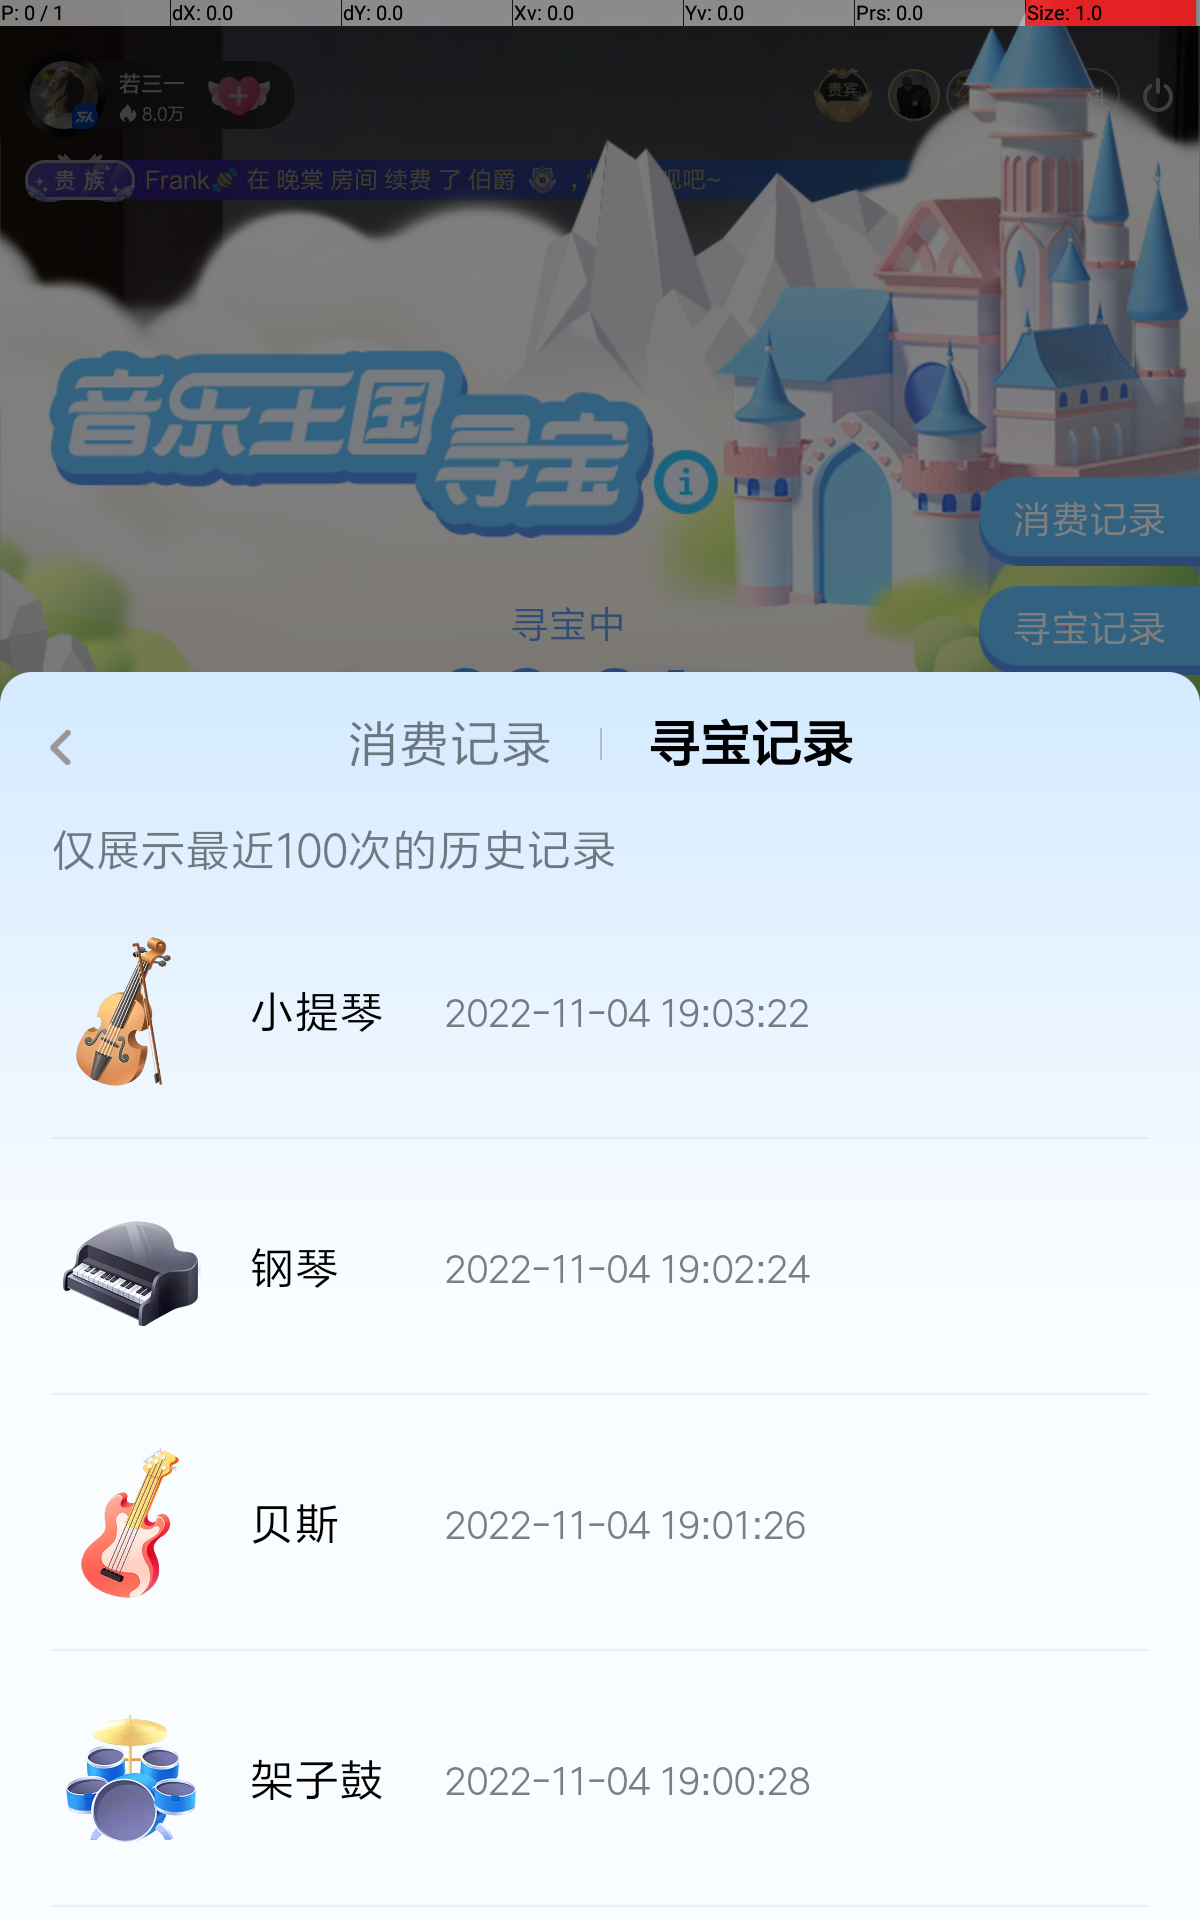 P: 0 / 1 dX: 0.0 dY: 0.0 Xv: 0.0 Yv: 0.0 Prs: 0.0 Size: 1.0
若三一
8.0万
贵宾
6
贵族 Frank 在 晚棠 房间 续费 了 伯爵 , 吧~
音乐王国
寻宝
消费记录
寻宝记录
寻宝中
消费记录 寻宝记录
仅展示最近100次的历史记录
小提琴 2022-11-04 19:03:22
钢琴 2022-11-04 19:02:24
贝斯 2022-11-04 19:01:26
架子鼓 2022-11-04 19:00:28